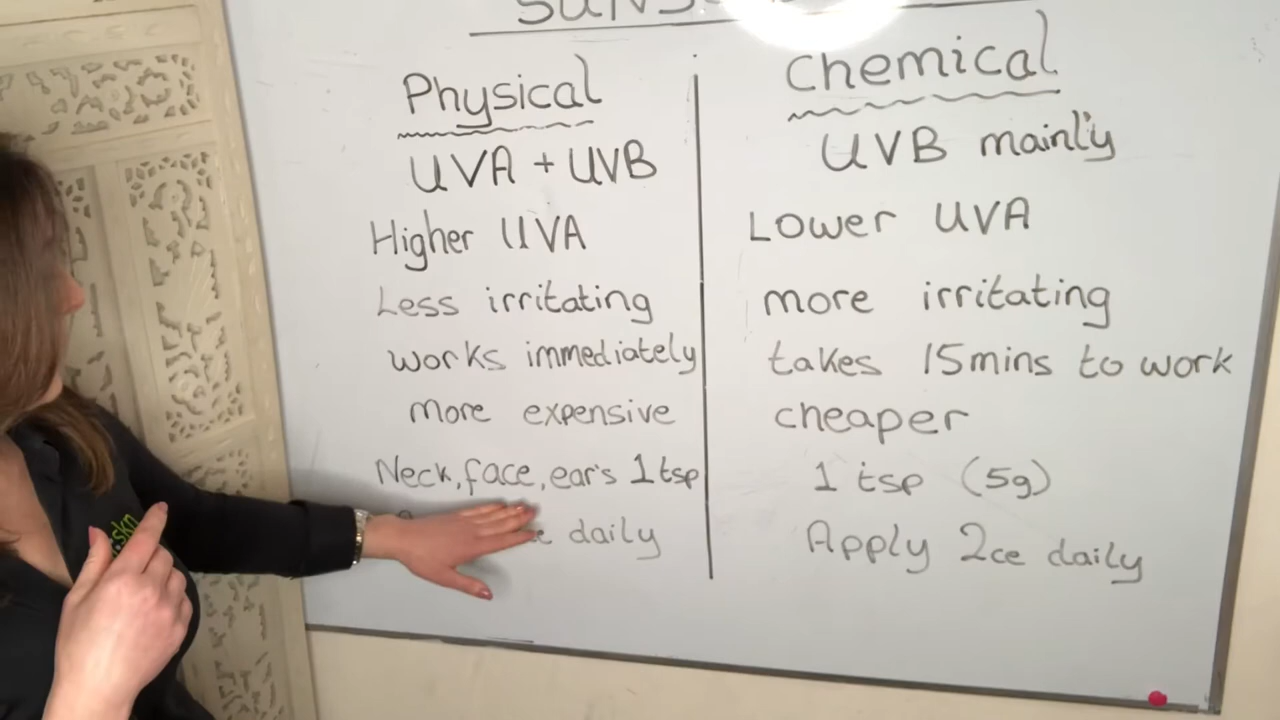 Physical
UVA + UVB
Higher UVA
Less irritating
works immediately
more expensive
Neck, face, ear's 1 tsp
daily
Chemical
UVB mainly
Lower UVA
more irritating
takes 15mins to work
cheaper
1 tsp (5g)
Apply 2ce daily